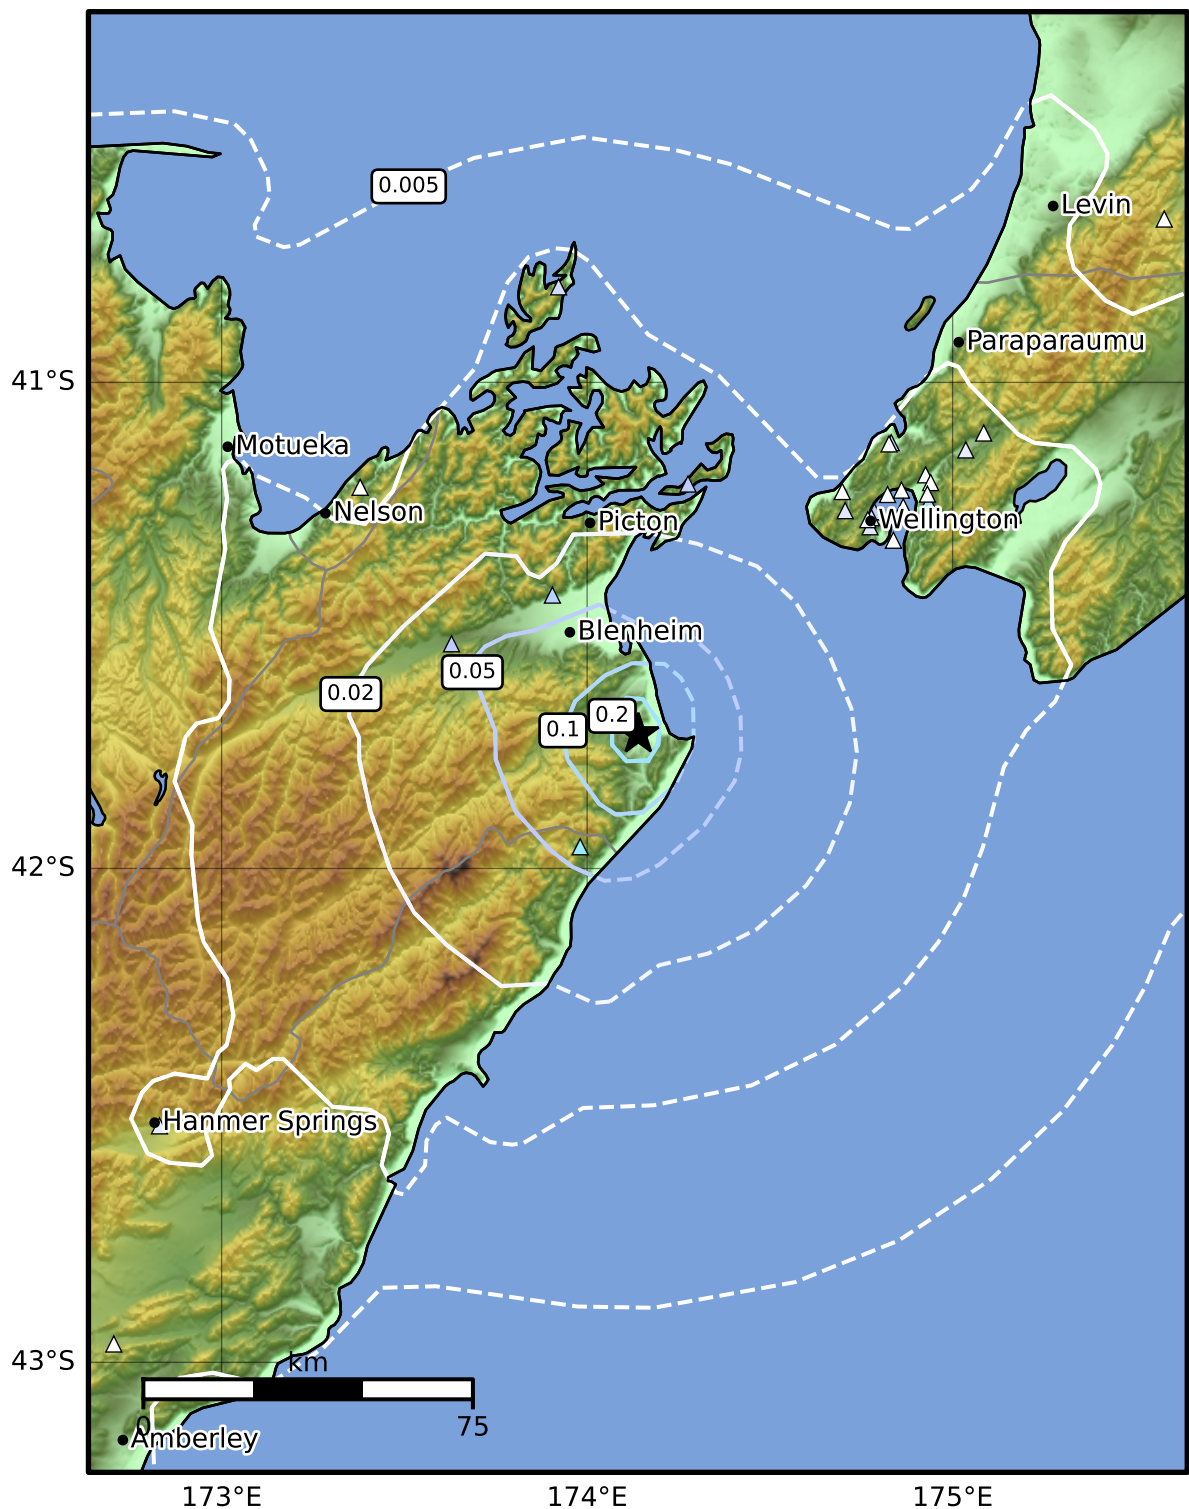 0.005
Levin
Paraparaumu
41°S
Motueka
Nelson
Picton
Wellington
Blenheim
0.05
0.02
0.2
0.1
42°S
Hanmer Springs
43°S
km
0
75
Amberley
173°E
174°E
175°E